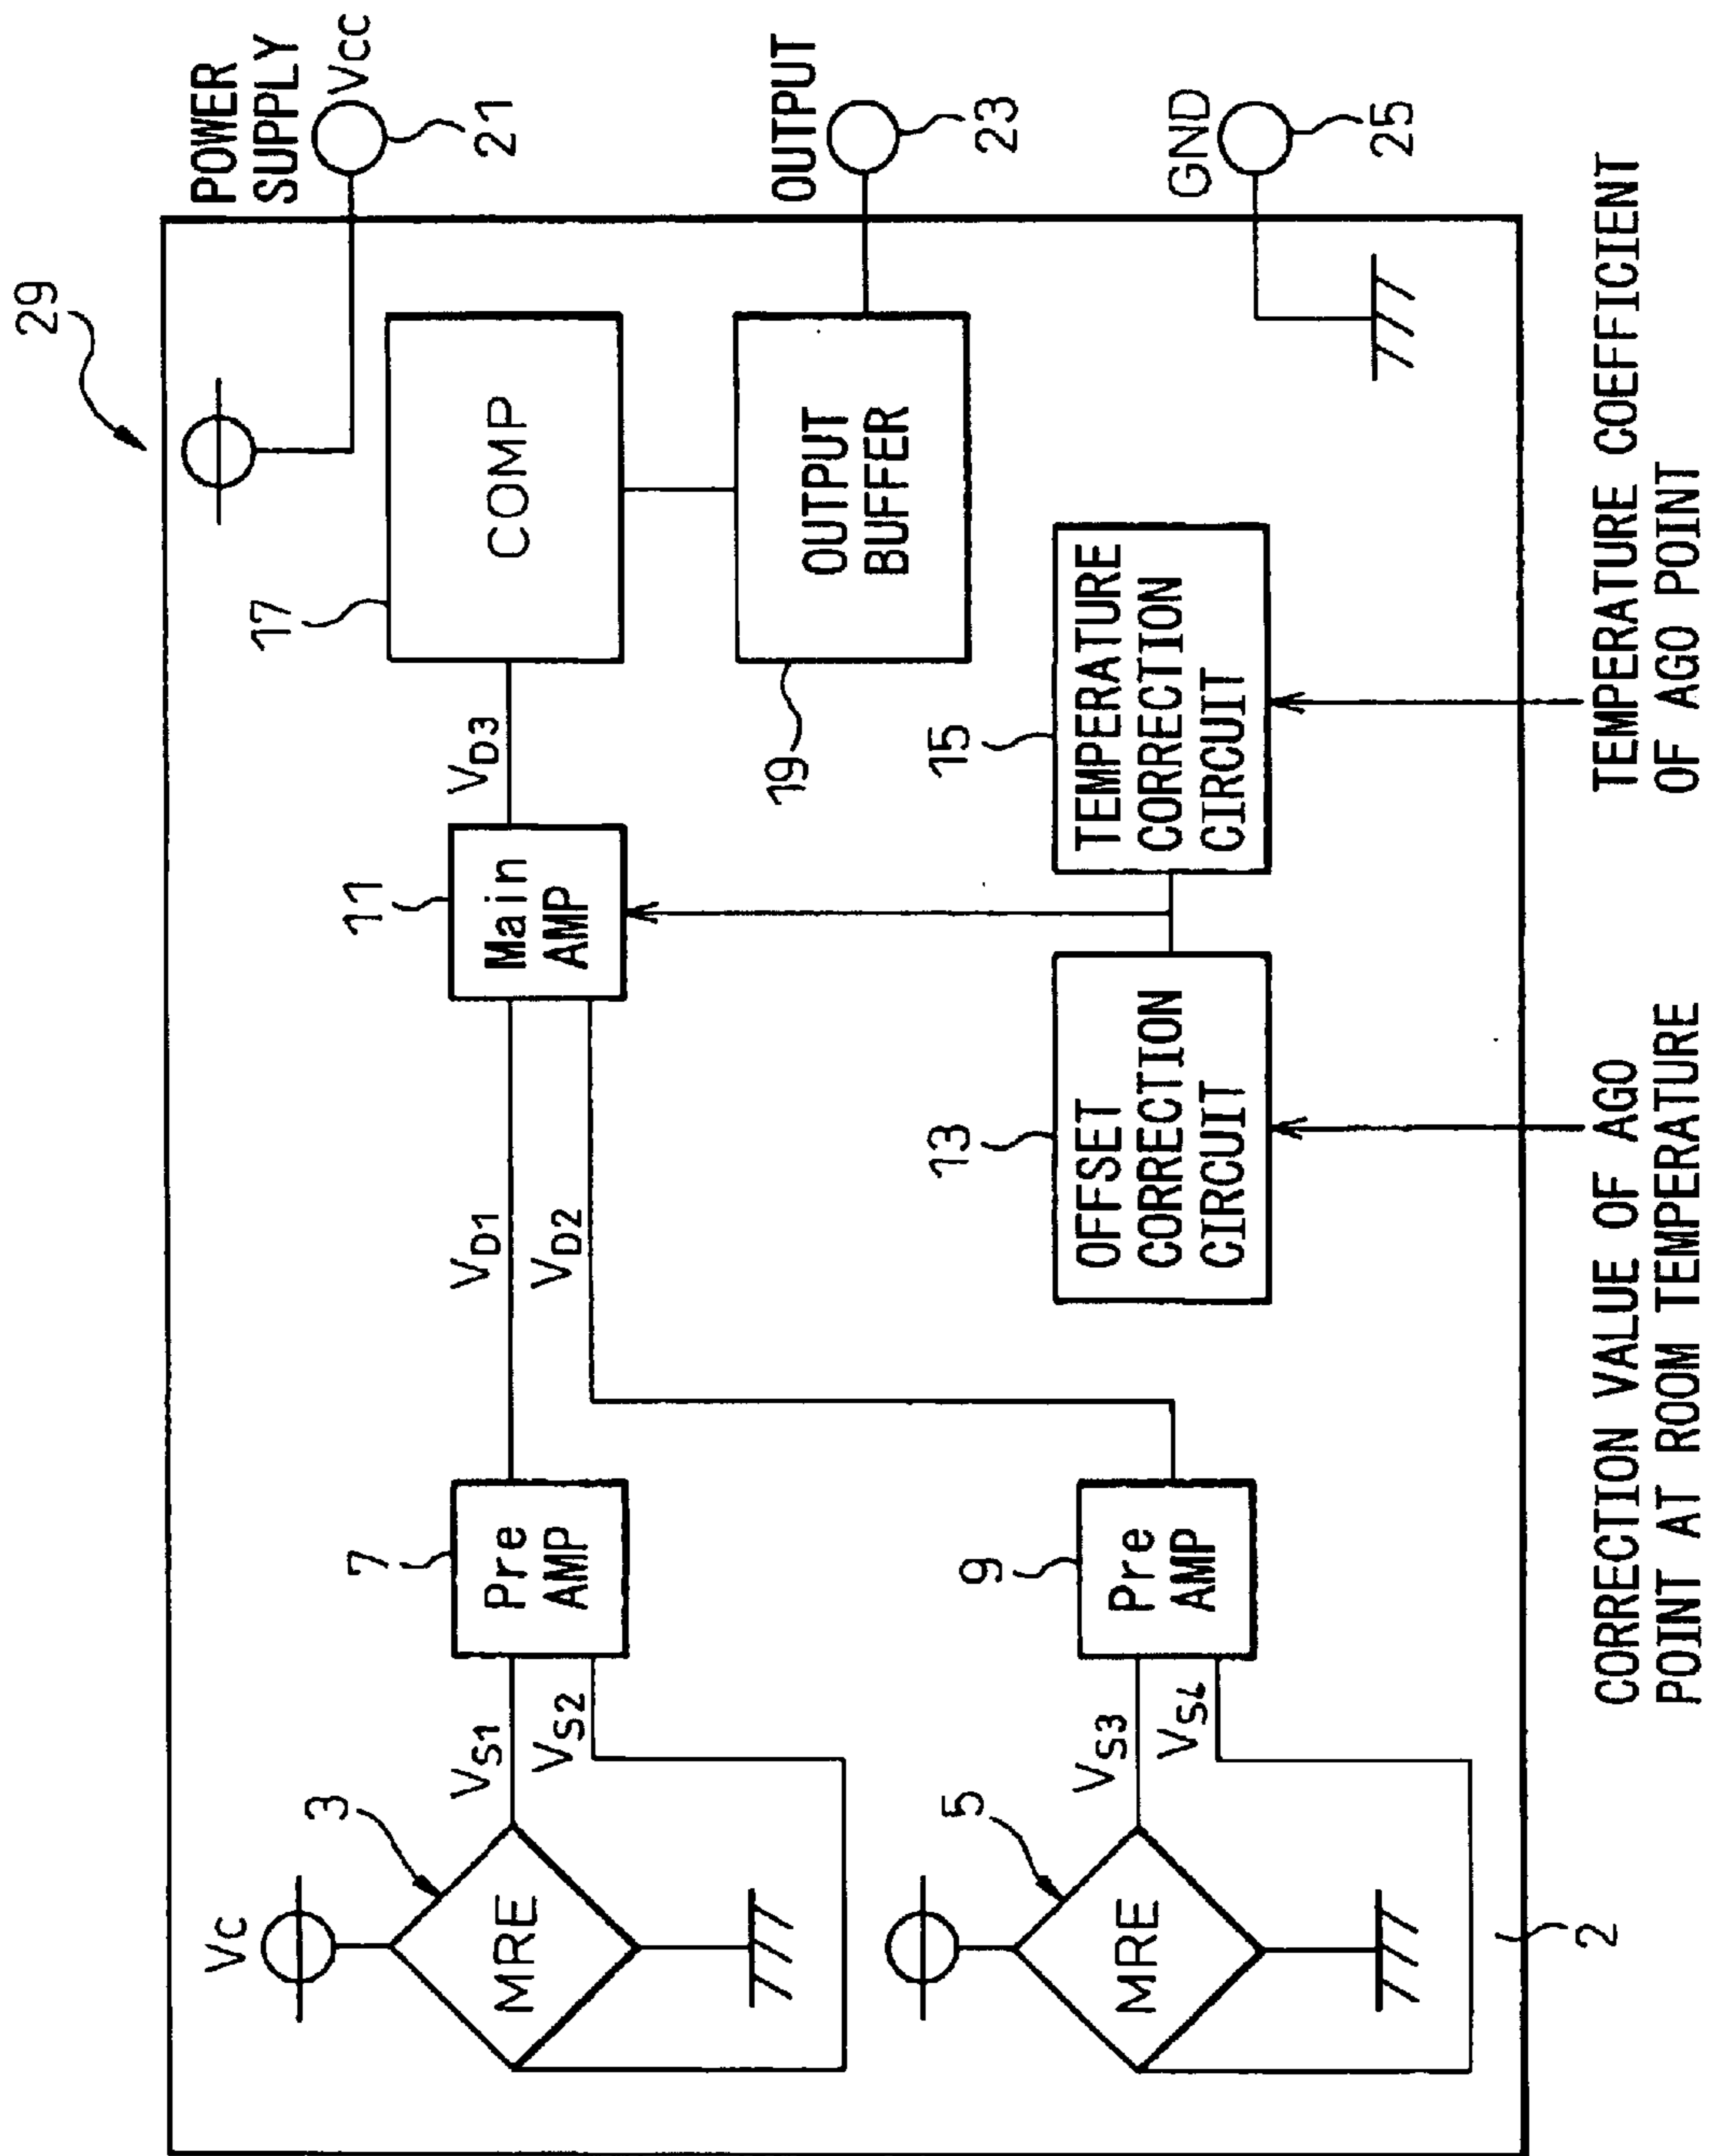 29
POWER
SUPPLY
Vcc
21
Vc
3
MRE
VS1
VS2
7
Pre
AMP
VD1
VD2
11
Main
AMP
VD3
17
COMP
19
OUTPUT
BUFFER
OUTPUT
23
5
MRE
VS3
VS4
9
Pre
AMP
13
OFFSET
CORRECTION
CIRCUIT
15
TEMPERATURE
CORRECTION
CIRCUIT
GND
25
2
CORRECTION VALUE OF AGO
POINT AT ROOM TEMPERATURE
TEMPERATURE COEFFICIENT
OF AGO POINT